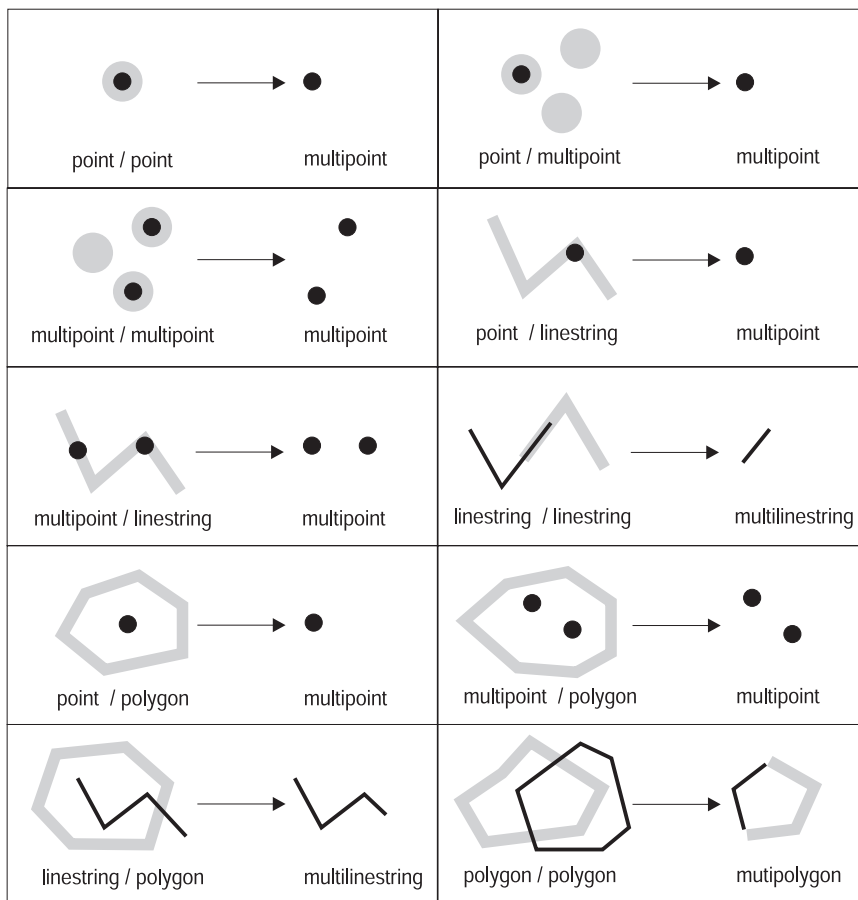 point / point multipoint
point / multipoint multipoint
multipoint / multipoint multipoint
point / linestring multipoint
multipoint / linestring multipoint
linestring / linestring multilinestring
point / polygon multipoint
multipoint / polygon multipoint
linestring / polygon multilinestring
polygon / polygon mutipolygon